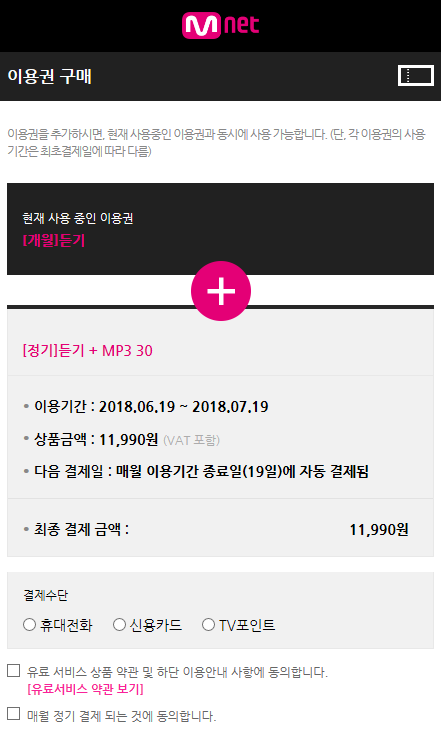 Mnet
이용권 구매
이용권을 추가하시면, 현재 사용중인 이용권과 동시에 사용 가능합니다. (단, 각 이용권의 사용
기간은 최초결제일에 따라 다름)
현재 사용 중인 이용권
[개월]듣기
[정기]듣기 + MP3 30
• 이용기간 : 2018.06.19 ~ 2018.07.19
• 상품금액 : 11,990원 (VAT 포함)
• 다음 결제일 : 매월 이용기간 종료일(19일)에 자동 결제됨
• 최종 결제 금액 : 11,990원
결제수단
휴대전화 신용카드 TV포인트
유료 서비스 상품 약관 및 하단 이용안내 사항에 동의합니다.
[유료서비스 약관 보기]
매월 정기 결제 되는 것에 동의합니다.